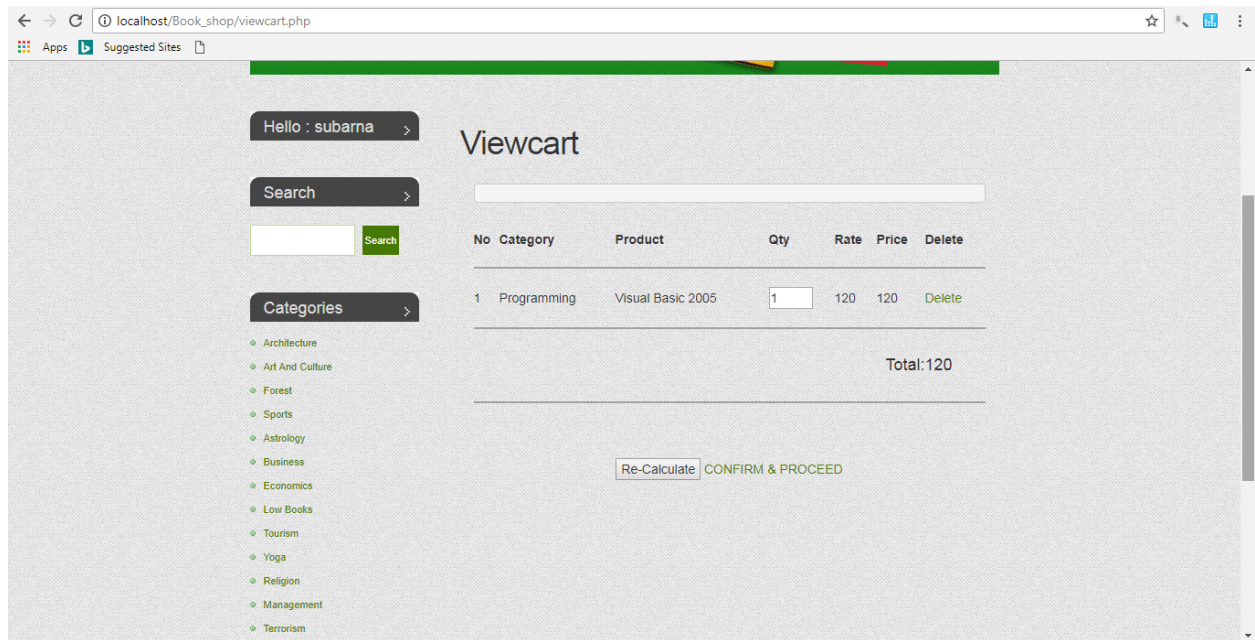 localhost/Book_shop/viewcart.php
Apps Suggested Sites
Hello : subarna
Search
Search
Categories
Architecture
Art And Culture
Forest
Sports
Astrology
Business
Economics
Low Books
Tourism
Yoga
Religion
Management
Terrorism
Viewcart
No Category Product Qty Rate Price Delete
1 Programming Visual Basic 2005 1 120 120 Delete
Total:120
Re-Calculate CONFIRM & PROCEED